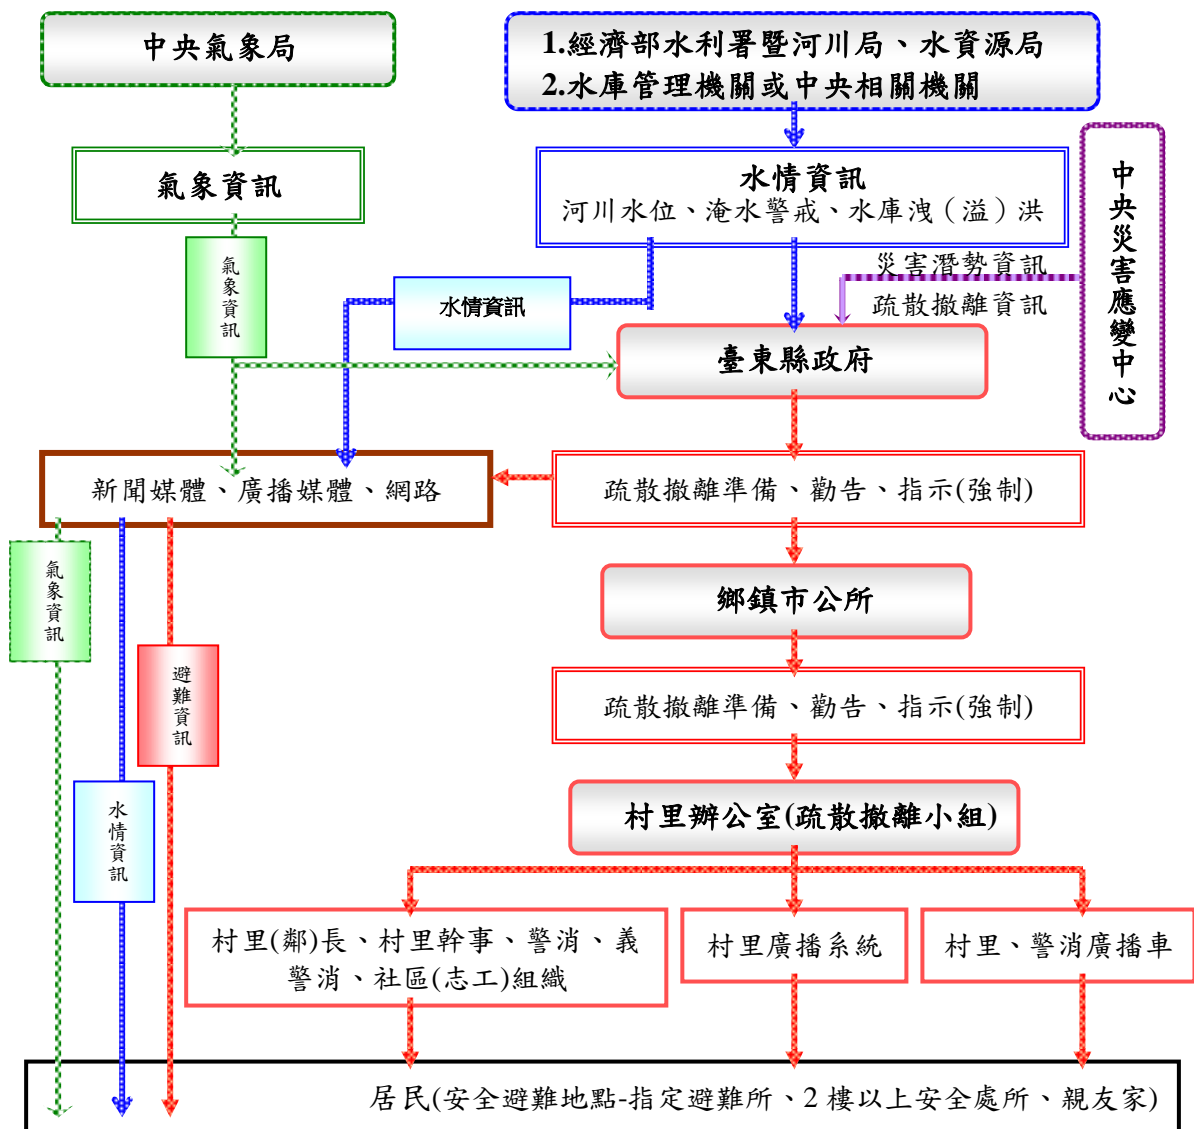 中央氣象局
1.經濟部水利署暨河川局、水資源局
2.水庫管理機關或中央相關機關
氣象資訊
水情資訊
河川水位、淹水警戒、水庫洩（溢）洪
中央災害應變中心
氣象資訊
水情資訊
災害潛勢資訊
疏散撤離資訊
臺東縣政府
新聞媒體、廣播媒體、網路
疏散撤離準備、勸告、指示(強制)
氣象資訊
鄉鎮市公所
避難資訊
疏散撤離準備、勸告、指示(強制)
水情資訊
村里辦公室(疏散撤離小組)
村里(鄰)長、村里幹事、警消、義
警消、社區(志工)組織
村里廣播系統
村里、警消廣播車
居民(安全避難地點-指定避難所、2 樓以上安全處所、親友家)